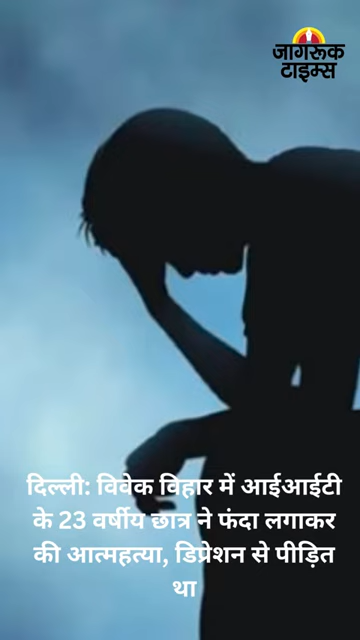 जागरूक
टाइम्स
दिल्ली: विवेक विहार में आईआईटी
के 23 वर्षीय छात्र ने फंदा लगाकर
की आत्महत्या, डिप्रेशन से पीड़ित
था